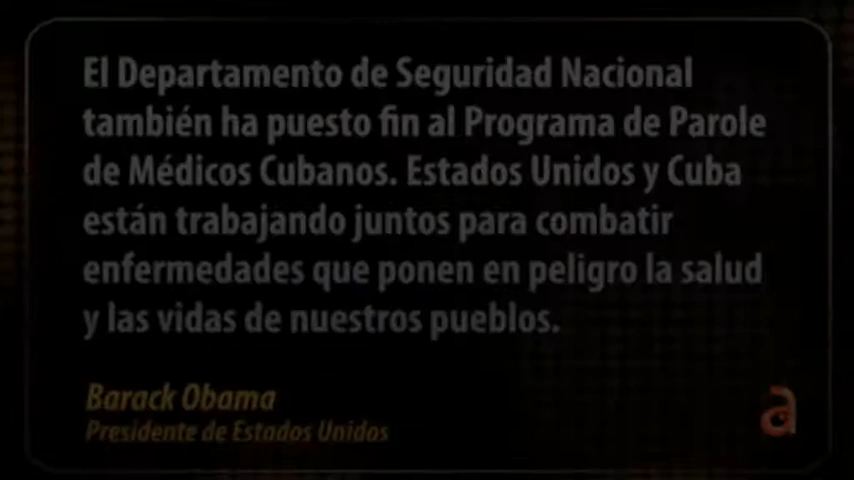 El Departamento de Seguridad Nacional
también ha puesto fin al Programa de Parole
de Médicos Cubanos. Estados Unidos y Cuba
están trabajando juntos para combatir
enfermedades que ponen en peligro la salud
y las vidas de nuestros pueblos.
Barack Obama
Presidente de Estados Unidos
a